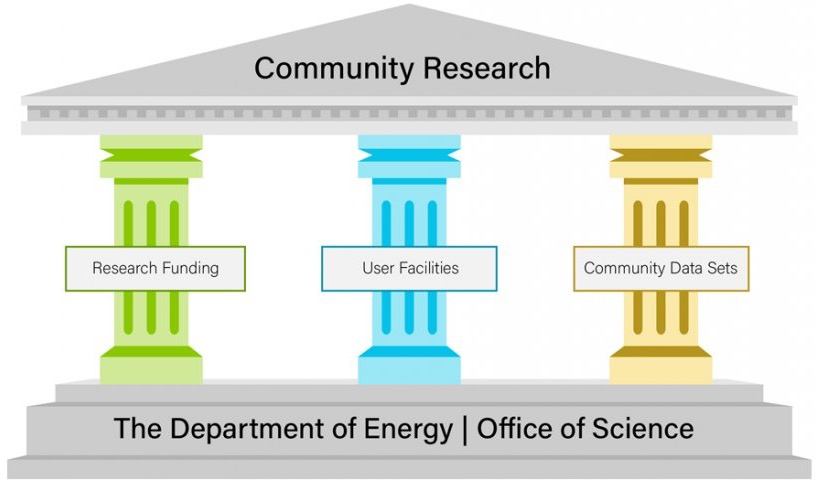 Community Research
Research Funding
User Facilities
Community Data Sets
The Department of Energy | Office of Science